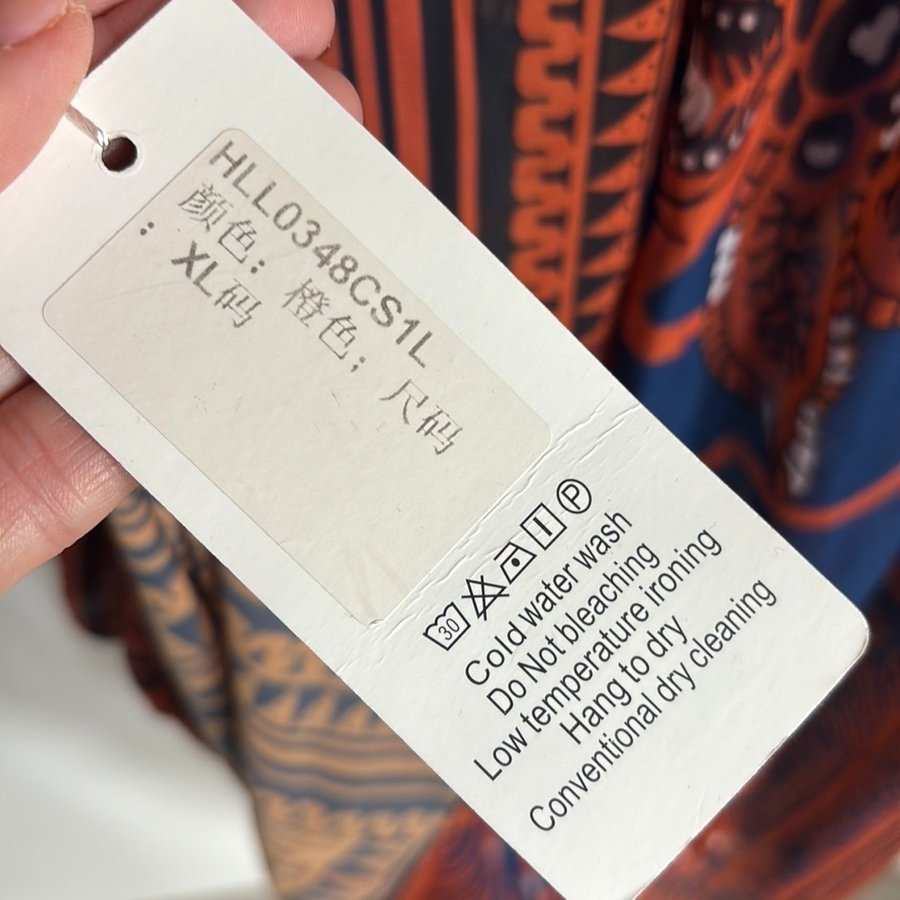 HLL0348CS1L
颜色：橙色；尺码
：XL码
30 P
Cold water wash
Do Not bleaching
Low temperature ironing
Hang to dry
Conventional dry cleaning